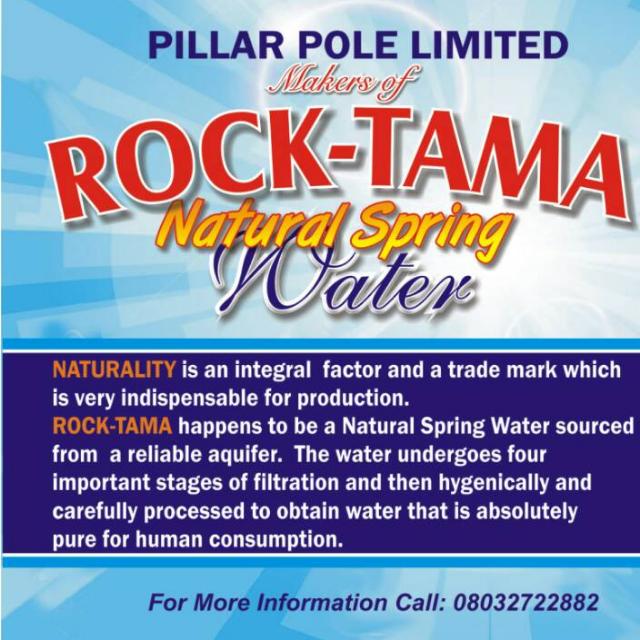 PILLAR POLE LIMITED
Makers of
ROCK-TAMA
Natural Spring
Water
NATURALITY is an integral factor and a trade mark which
is very indispensable for production.
ROCK-TAMA happens to be a Natural Spring Water sourced
from a reliable aquifer. The water undergoes four
important stages of filtration and then hygenically and
carefully processed to obtain water that is absolutely
pure for human consumption.
For More Information Call: 08032722882